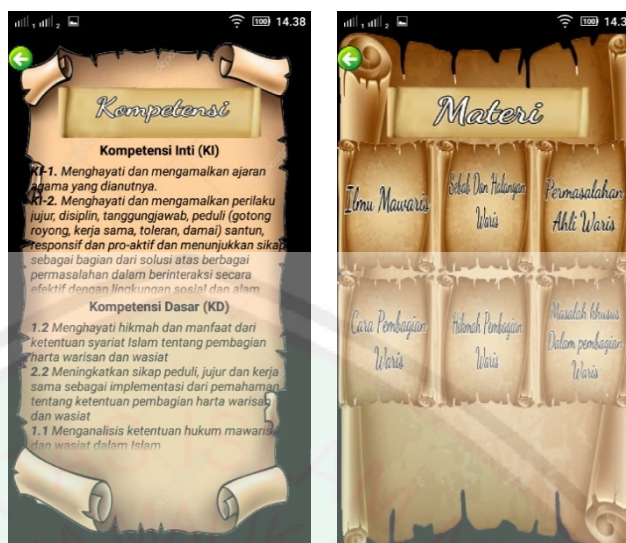 14.38
Kompetensi
Kompetensi Inti (KI)
KI-1. Menghayati dan mengamalkan ajaran
agama yang dianutnya.
KI-2. Menghayati dan mengamalkan perilaku
jujur, disiplin, tanggungjawab, peduli (gotong
royong, kerja sama, toleran, damai) santun,
responsif dan pro-aktif dan menunjukkan sikap
sebagai bagian dari solusi atas berbagai
permasalahan dalam berinteraksi secara
efektif dengan lingkungan sosial dan alam
Kompetensi Dasar (KD)
1.2 Menghayati hikmah dan manfaat dari
ketentuan syariat Islam tentang pembagian
harta warisan dan wasiat
2.2 Meningkatkan sikap peduli, jujur dan kerja
sama sebagai implementasi dari pemahaman
tentang ketentuan pembagian harta warisan
dan wasiat
1.1 Menganalisis ketentuan hukum mawaris
dan wasiat dalam Islam
14.3
Materi
Ilmu Mawaris
Sebab Dan Halangan
Waris
Permasalahan
Ahli Waris
Cara Pembagian
Waris
Hikmah Pembagian
Waris
Masalah khusus
Dalam pembagian
Waris